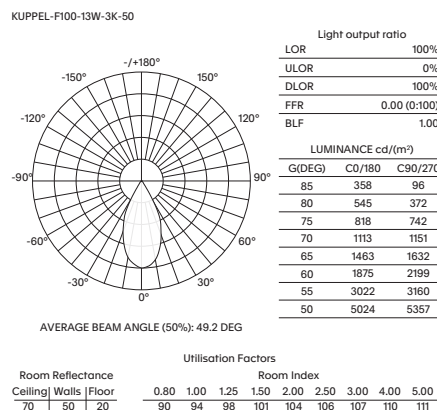 KUPPEL-F100-13W-3K-50
-/+180°
-150° 150°
-120° 120°
-90° 90°
-60° 60°
-30° 30°
0°
AVERAGE BEAM ANGLE (50%): 49.2 DEG
Light output ratio
LOR 100%
ULOR 0%
DLOR 100%
FFR 0.00 (0:100)
BLF 1.00
LUMINANCE cd/(m²)
G(DEG) C0/180 C90/270
85 358 96
80 545 372
75 818 742
70 1113 1151
65 1463 1632
60 1875 2199
55 3022 3160
50 5024 5357
Utilisation Factors
Room Reflectance Room Index
Ceiling Walls Floor 0.80 1.00 1.25 1.50 2.00 2.50 3.00 4.00 5.00
70 50 20 90 94 98 101 104 106 107 110 111